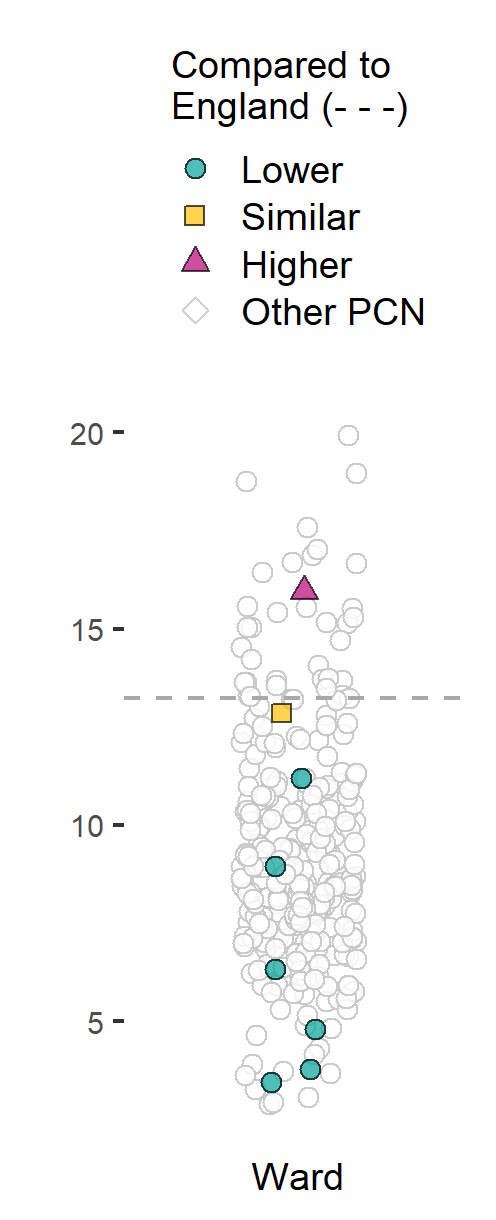 Compared to
England (- - -)
Lower
Similar
Higher
Other PCN
20
15
10
5
Ward